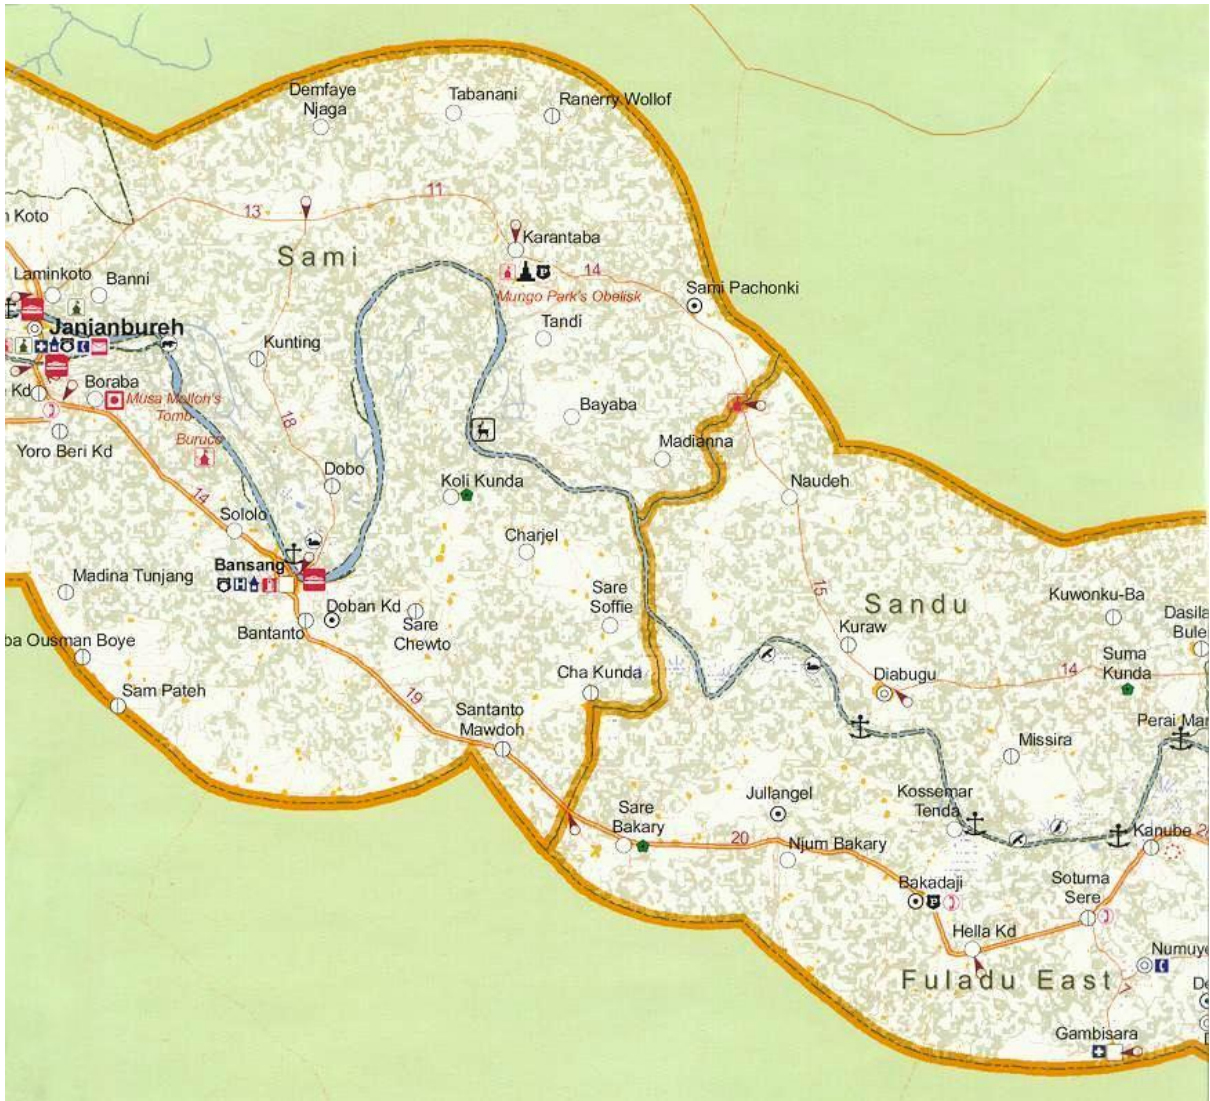 Demfaye
Njaga
Tabanani
Ranerry Wollof
Koto
13
11
Sami
Karantaba
14
Mungo Park's Obelisk
Sami Pachonki
Laminkoto
Banni
Janjanbureh
Tandi
Kunting
Kd
Boraba
Musa Mollon's
Tomb
Buruco
Yoro Beri Kd
18
Bayaba
Madianna
14
Dobo
Koli Kunda
Naudeh
Sololo
Charjel
Bansang
H
Madina Tunjang
Doban Kd
Bantanto
Sare
Chewto
Sare
Soffie
15
Sandu
Kuwonku-Ba
Dasila
Bule
ba Ousman Boye
Kuraw
Suma
Kunda
14
Cha Kunda
Diabugu
Sam Pateh
19
Santanto
Mawdoh
Missira
Perai Mar
Jullangel
Kossemar
Tenda
Sare
Bakary
20
Njum Bakary
Kanube
Bakadaji
P
Sotuma
Sere
Hella Kd
Numuye
Fuladu East
7
De
Gambisara